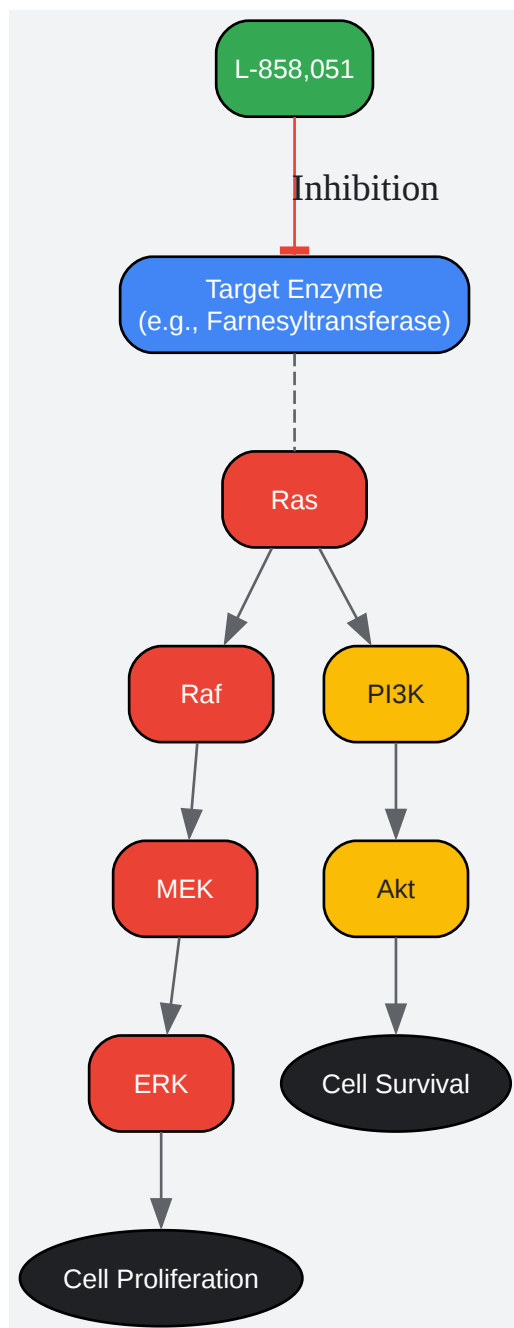 L-858,051
Inhibition
Target Enzyme
(e.g., Farnesyltransferase)
Ras
Raf
PI3K
MEK
Akt
ERK
Cell Survival
Cell Proliferation